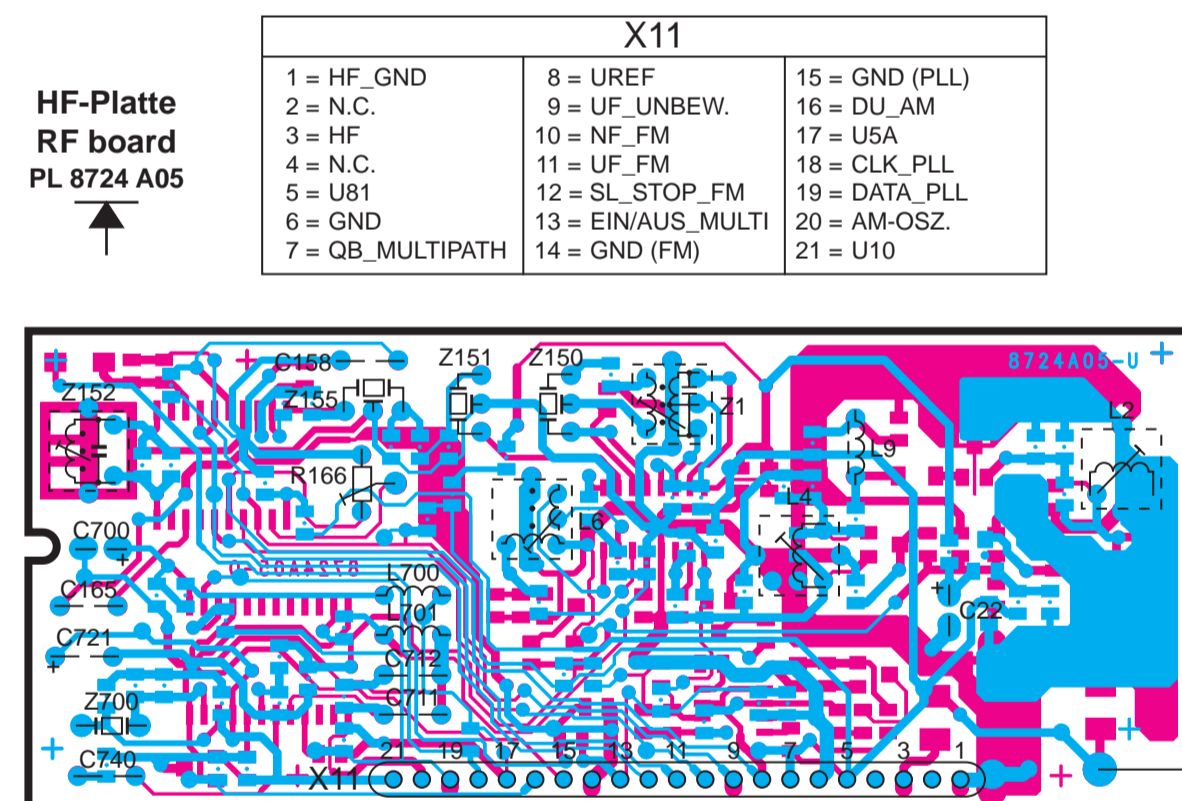 X11
HF-Platte
RF board
PL 8724 A05
1 = HF_GND
2 = N.C.
3 = HF
4 = N.C.
5 = U81
6 = GND
7 = QB_MULTIPATH
8 = UREF
9 = UF_UNBEW.
10 = NF_FM
11 = UF_FM
12 = SL_STOP_FM
13 = EIN/AUS_MULTI
14 = GND (FM)
15 = GND (PLL)
16 = DU_AM
17 = U5A
18 = CLK_PLL
19 = DATA_PLL
20 = AM-OSZ.
21 = U10
C158
Z151
Z150
8724A05-U
Z152
Z155
Z1
L2
L9
R166
L4
L6
C700
L700
C165
L701
C22
C721
C712
Z700
C711
C740
X11
21 19 17 15 13 11 9 7 5 3 1